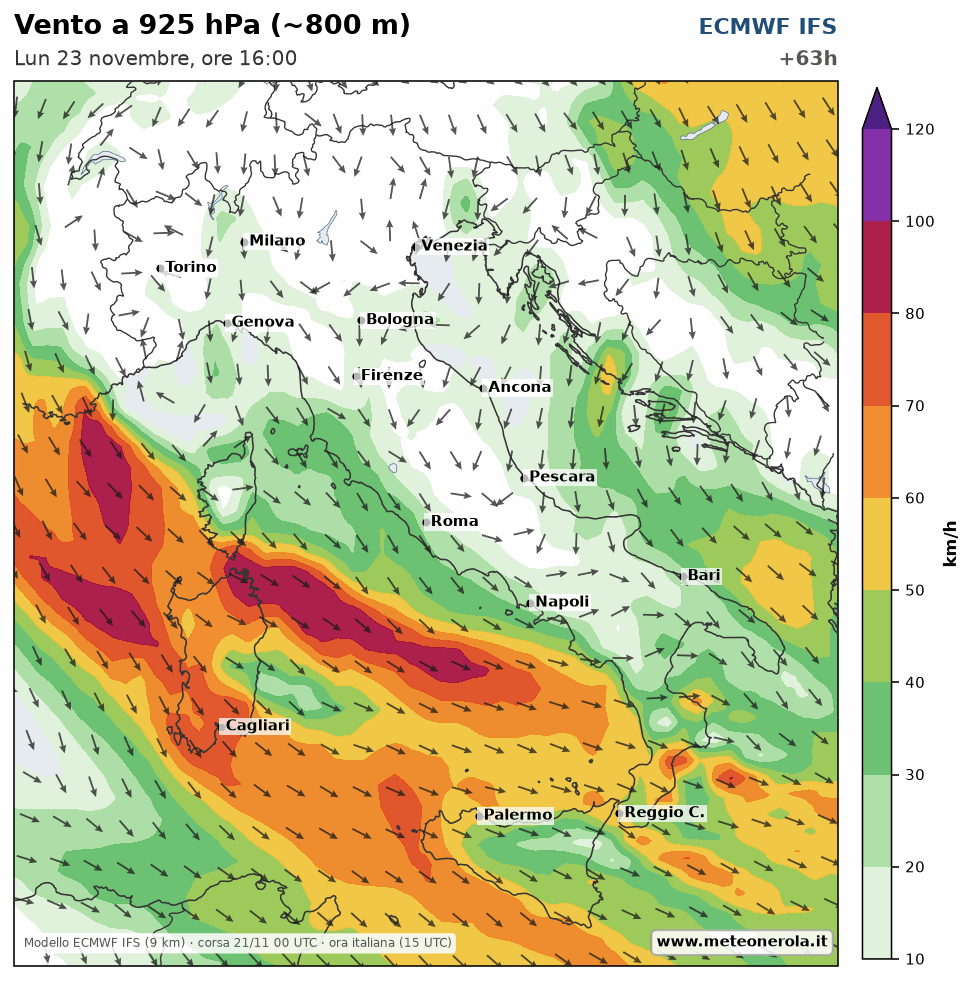 Vento a 925 hPa (~800 m)
ECMWF IFS
Lun 23 novembre, ore 16:00
+63h
120
100
80
70
60
50
40
30
20
10
km/h
Milano
Venezia
Torino
Genova
Bologna
Firenze
Ancona
Pescara
Roma
Bari
Napoli
Cagliari
Palermo
Reggio C.
Modello ECMWF IFS (9 km) · corsa 21/11 00 UTC · ora italiana (15 UTC)
www.meteonerola.it